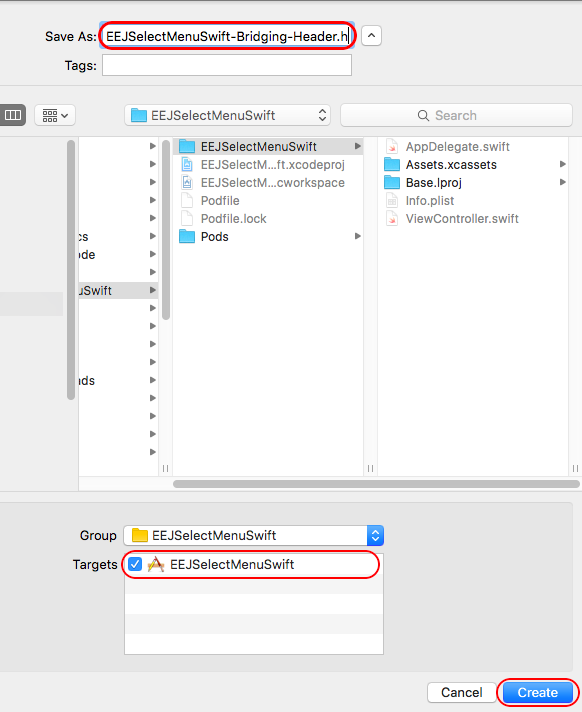 Save As: EEJSelectMenuSwift-Bridging-Header.h
Tags:
EEJSelectMenuSwift
Search
EEJSelectMenuSwift
EEJSelectM...ft.xcodeproj
EEJSelectM...cworkspace
Podfile
Podfile.lock
Pods
cs
ode
uSwift
nds
AppDelegate.swift
Assets.xcassets
Base.lproj
Info.plist
ViewController.swift
Group EEJSelectMenuSwift
Targets EEJSelectMenuSwift
Cancel Create